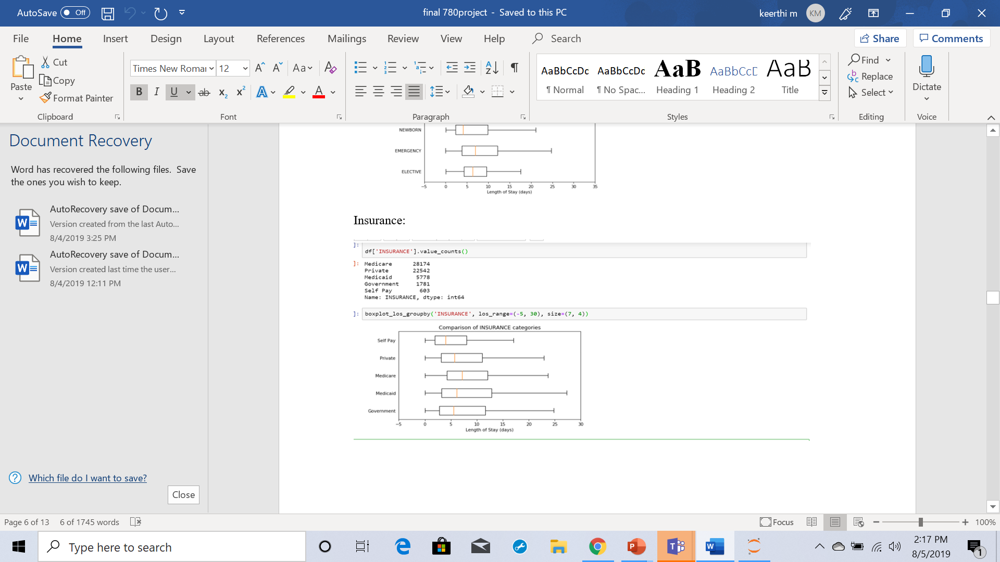 AutoSave Off
final 780project - Saved to this PC
keerthi m KM
File Home Insert Design Layout References Mailings Review View Help Search Share Comments
Paste
Cut
Copy
Format Painter
Clipboard
Times New Roman 12
Font
Paragraph
AaBbCcDc AaBbCcDc AaB AaBbCcD AaB
¶ Normal ¶ No Spac... Heading 1 Heading 2 Title
Styles
Find
Replace
Select
Editing
Dictate
Voice
Document Recovery
Word has recovered the following files. Save
the ones you wish to keep.
AutoRecovery save of Docum...
Version created from the last Auto...
8/4/2019 3:25 PM
AutoRecovery save of Docum...
Version created last time the user...
8/4/2019 12:11 PM
Which file do I want to save?
Close
NEWBORN
EMERGENCY
ELECTIVE
−5 0 5 10 15 20 25 30 35
Length of Stay (days)
Insurance:
]:
df['INSURANCE'].value_counts()
]: Medicare 28174
Private 22542
Medicaid 5778
Government 1781
Self Pay 603
Name: INSURANCE, dtype: int64
]: boxplot_los_groupby('INSURANCE', los_range=(-5, 30), size=(7, 4))
Comparison of INSURANCE categories
Self Pay
Private
Medicare
Medicaid
Government
−5 0 5 10 15 20 25 30
Length of Stay (days)
Page 6 of 13 6 of 1745 words
Focus 100%
Type here to search
2:17 PM
8/5/2019
1